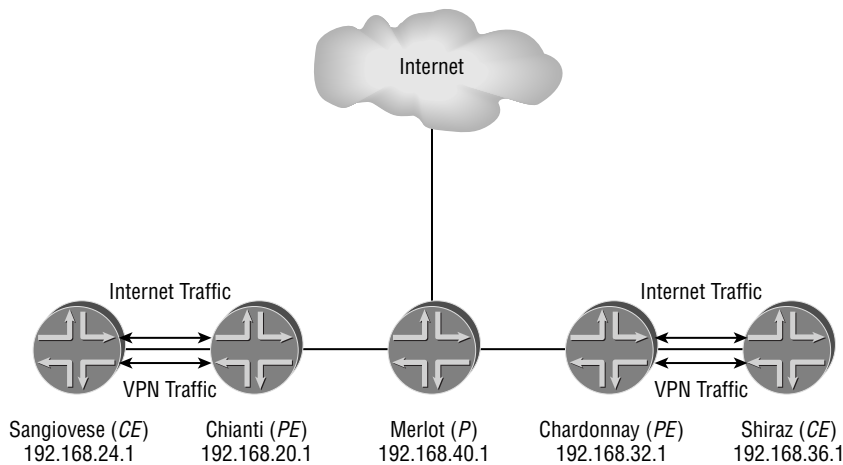 Internet
Internet Traffic
Internet Traffic
VPN Traffic
VPN Traffic
Sangiovese (CE)
192.168.24.1
Chianti (PE)
192.168.20.1
Merlot (P)
192.168.40.1
Chardonnay (PE)
192.168.32.1
Shiraz (CE)
192.168.36.1